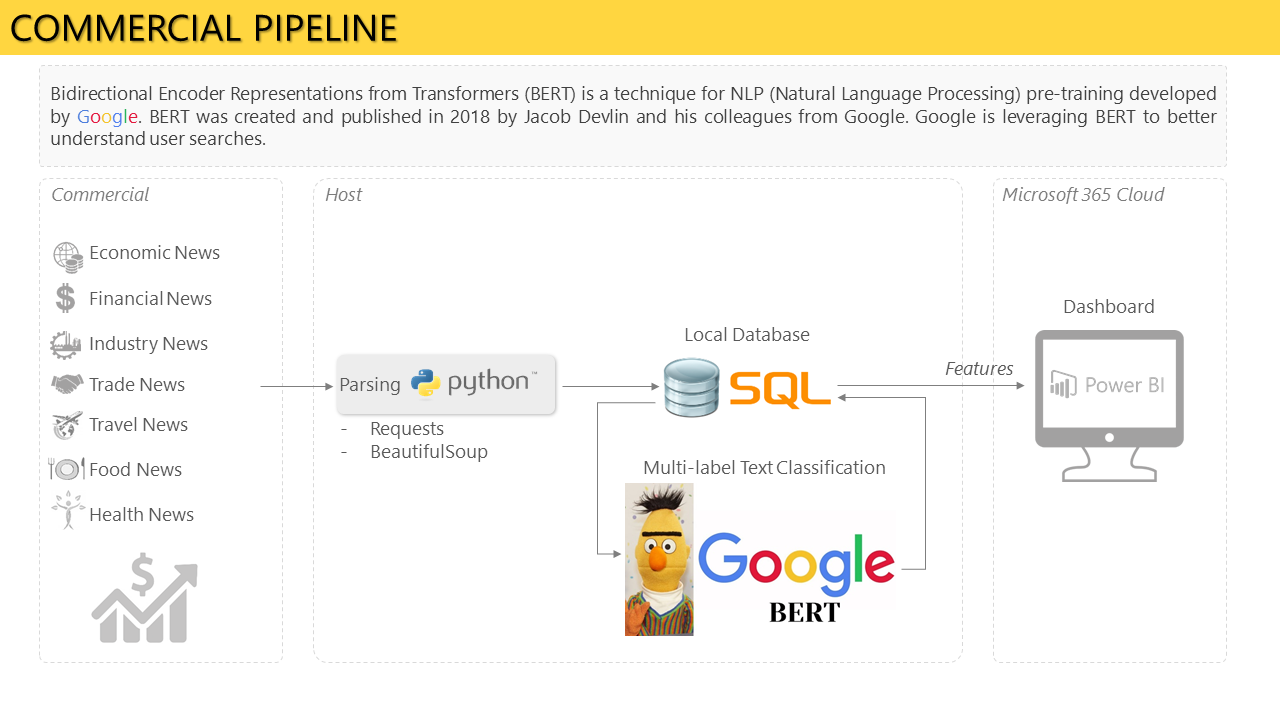 COMMERCIAL PIPELINE
Bidirectional Encoder Representations from Transformers (BERT) is a technique for NLP (Natural Language Processing) pre-training developed
by Google. BERT was created and published in 2018 by Jacob Devlin and his colleagues from Google. Google is leveraging BERT to better
understand user searches.
Commercial
Economic News
Financial News
Industry News
Trade News
Travel News
Food News
Health News
Host
Parsing python™
- Requests
- BeautifulSoup
Local Database
SQL
Multi-label Text Classification
Google
BERT
Features
Microsoft 365 Cloud
Dashboard
Power BI